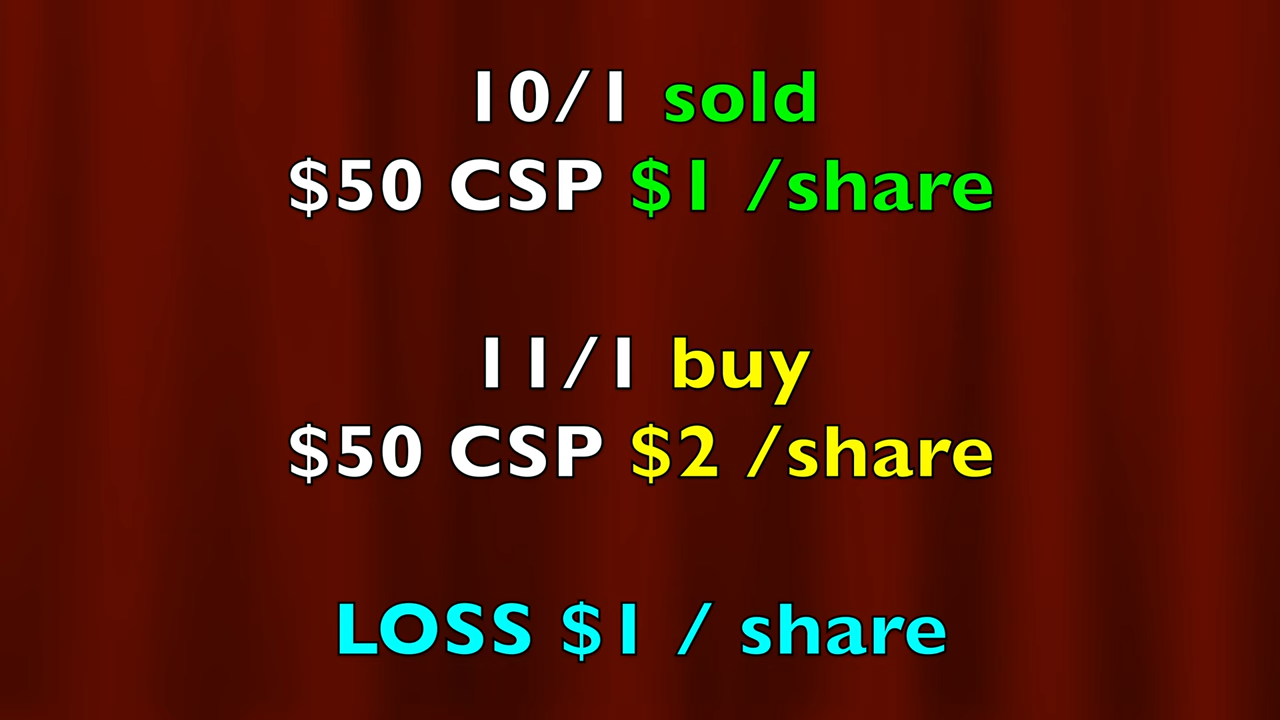 10/1 sold
$50 CSP $1 /share
11/1 buy
$50 CSP $2 /share
LOSS $1 / share